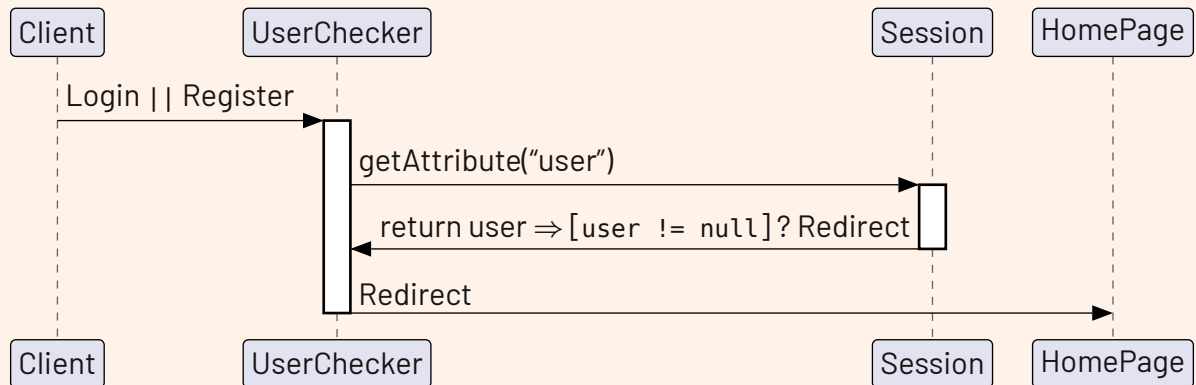 Client UserChecker Session HomePage
Login || Register
getAttribute(“user”)
return user ⇒ [user != null]? Redirect
Redirect
Client UserChecker Session HomePage